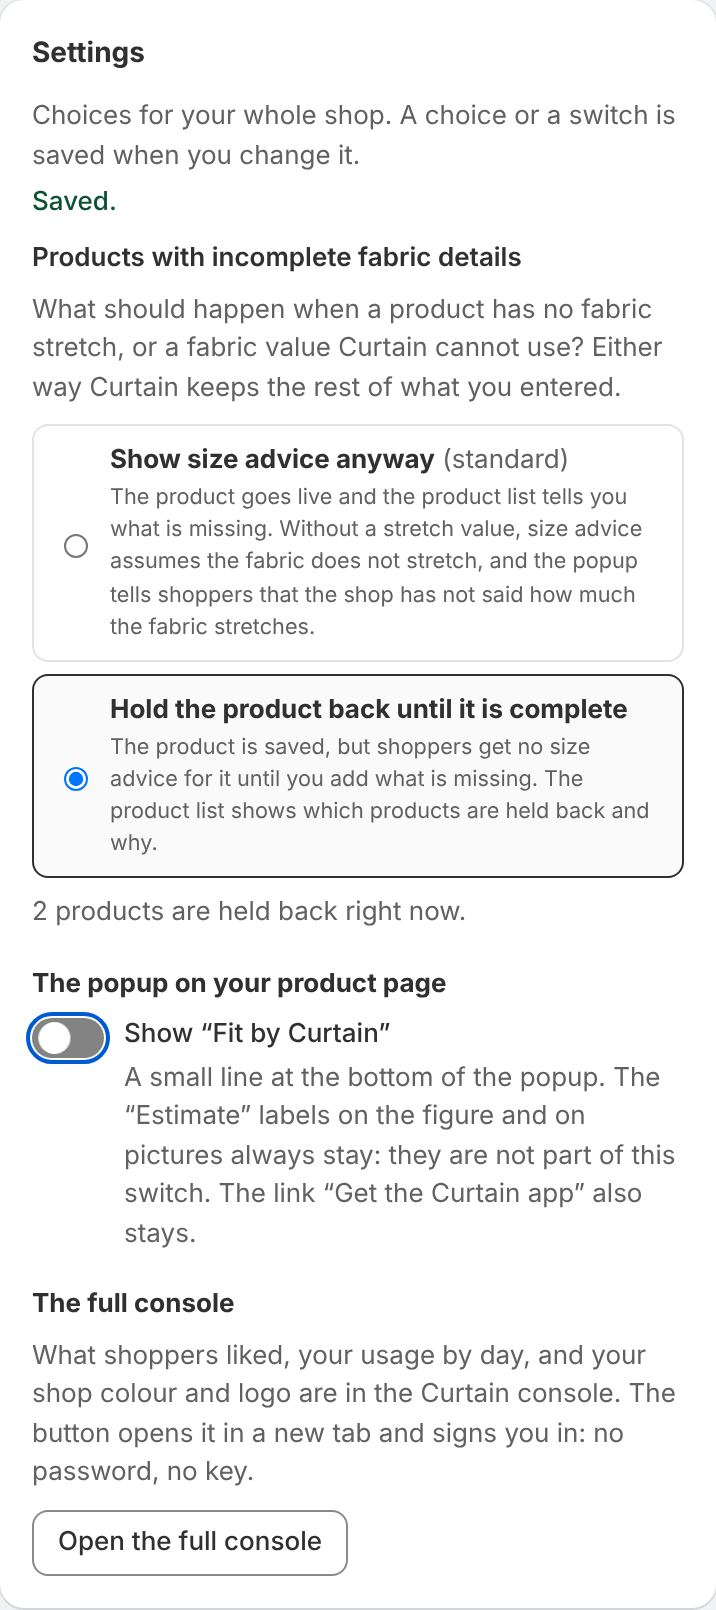 Settings
Choices for your whole shop. A choice or a switch is
saved when you change it.
Saved.
Products with incomplete fabric details
What should happen when a product has no fabric
stretch, or a fabric value Curtain cannot use? Either
way Curtain keeps the rest of what you entered.
Show size advice anyway (standard)
The product goes live and the product list tells you
what is missing. Without a stretch value, size advice
assumes the fabric does not stretch, and the popup
tells shoppers that the shop has not said how much
the fabric stretches.
Hold the product back until it is complete
The product is saved, but shoppers get no size
advice for it until you add what is missing. The
product list shows which products are held back and
why.
2 products are held back right now.
The popup on your product page
Show “Fit by Curtain”
A small line at the bottom of the popup. The
“Estimate” labels on the figure and on
pictures always stay: they are not part of this
switch. The link “Get the Curtain app” also
stays.
The full console
What shoppers liked, your usage by day, and your
shop colour and logo are in the Curtain console. The
button opens it in a new tab and signs you in: no
password, no key.
Open the full console